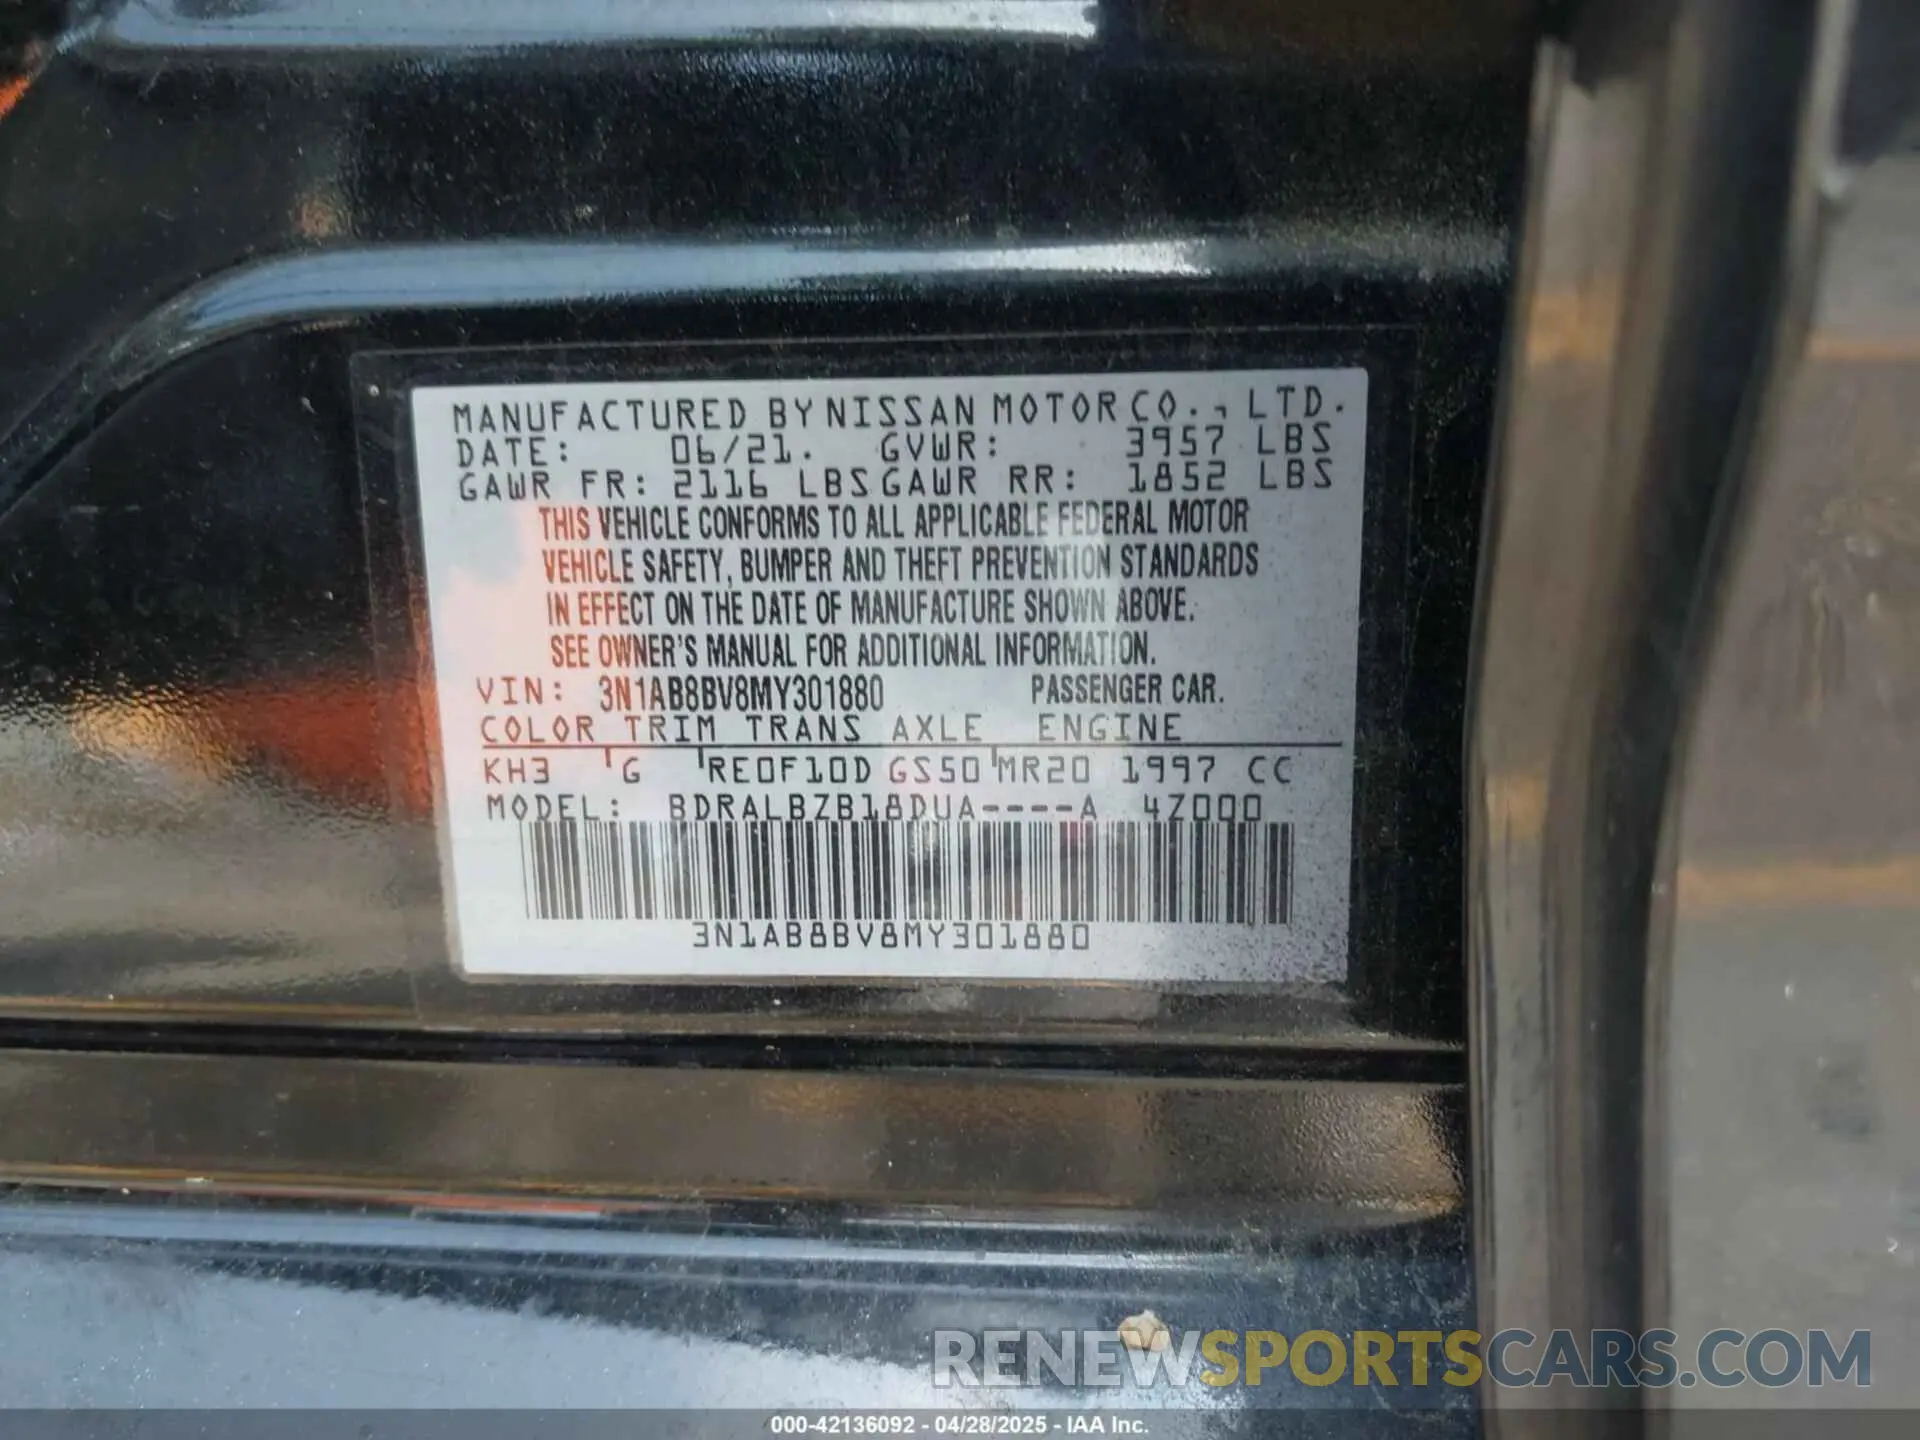 MANUFACTURED BY NISSAN MOTOR CO., LTD.
DATE: 06/21. GVWR: 3957 LBS
GAWR FR: 2116 LBS GAWR RR: 1852 LBS
THIS VEHICLE CONFORMS TO ALL APPLICABLE FEDERAL MOTOR
VEHICLE SAFETY, BUMPER AND THEFT PREVENTION STANDARDS
IN EFFECT ON THE DATE OF MANUFACTURE SHOWN ABOVE.
SEE OWNER'S MANUAL FOR ADDITIONAL INFORMATION.
VIN: 3N1AB8BV8MY301880 PASSENGER CAR.
COLOR TRIM TRANS AXLE ENGINE
KH3 G RE0F10D GS50 MR20 1997 CC
MODEL: BDRALBZB18DUA----A 4Z000
3N1AB8BV8MY301880
RENEWSPORTSCARS.COM
000-42136092 - 04/28/2025 - IAA Inc.